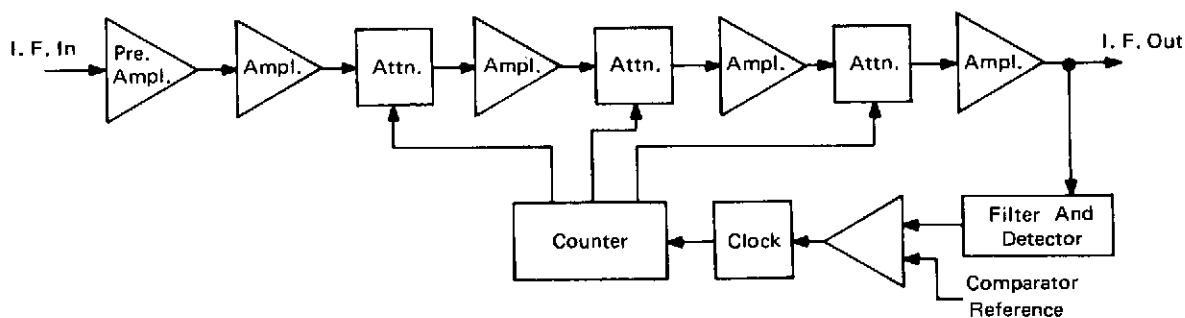 I. F. In
Pre.
Ampl.
Ampl.
Attn.
Ampl.
Attn.
Ampl.
Attn.
Ampl.
I. F. Out
Counter
Clock
Filter And
Detector
Comparator
Reference